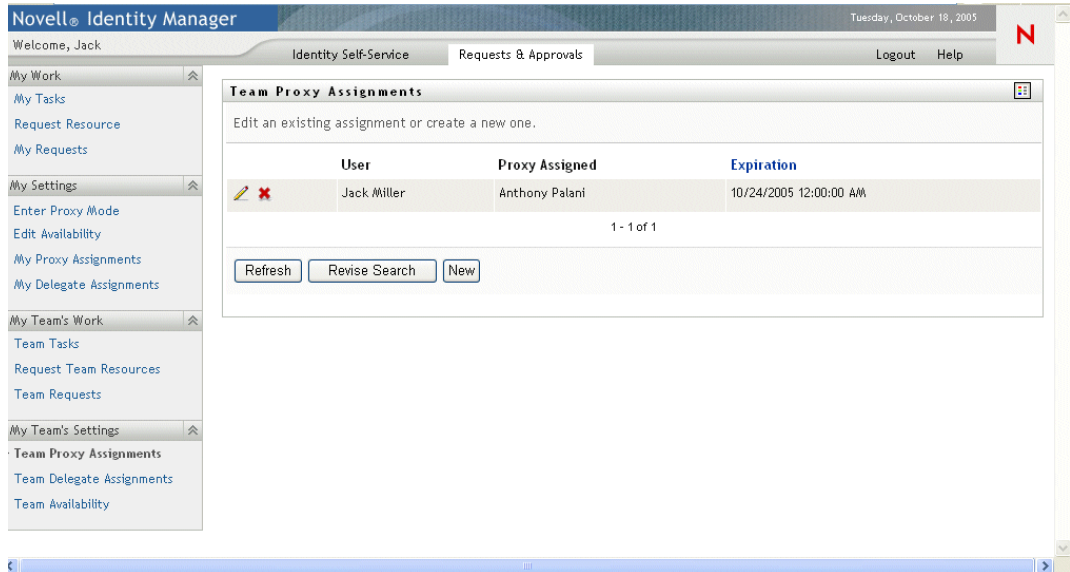 Novell® Identity Manager
Tuesday, October 18, 2005
N
Welcome, Jack
Identity Self-Service
Requests & Approvals
Logout Help
My Work
My Tasks
Request Resource
My Requests
My Settings
Enter Proxy Mode
Edit Availability
My Proxy Assignments
My Delegate Assignments
My Team's Work
Team Tasks
Request Team Resources
Team Requests
My Team's Settings
Team Proxy Assignments
Team Delegate Assignments
Team Availability
Team Proxy Assignments
Edit an existing assignment or create a new one.
User Proxy Assigned Expiration
Jack Miller Anthony Palani 10/24/2005 12:00:00 AM
1 - 1 of 1
Refresh Revise Search New